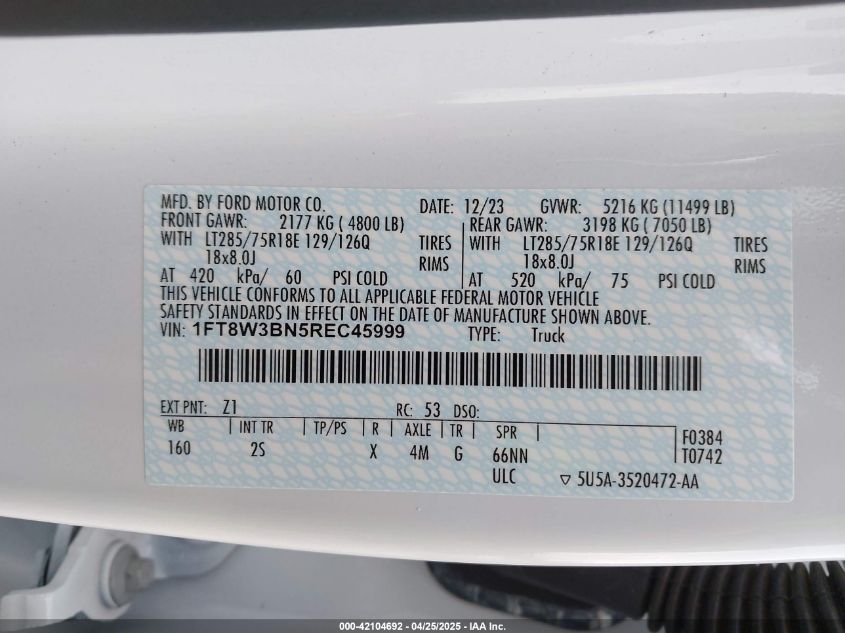 MFD. BY FORD MOTOR CO. DATE: 12/23 GVWR: 5216 KG (11499 LB)
FRONT GAWR: 2177 KG ( 4800 LB) REAR GAWR: 3198 KG ( 7050 LB)
WITH LT285/75R18E 129/126Q TIRES WITH LT285/75R18E 129/126Q TIRES
18x8.0J RIMS 18x8.0J RIMS
AT 420 kPa/ 60 PSI COLD AT 520 kPa/ 75 PSI COLD
THIS VEHICLE CONFORMS TO ALL APPLICABLE FEDERAL MOTOR VEHICLE
SAFETY STANDARDS IN EFFECT ON THE DATE OF MANUFACTURE SHOWN ABOVE.
VIN: 1FT8W3BN5REC45999 TYPE: Truck
EXT PNT: Z1 RC: 53 DSO:
WB INT TR TP/PS R AXLE TR SPR F0384
160 2S X 4M G 66NN T0742
ULC ▽ 5U5A-3520472-AA
000-42104692 - 04/25/2025 - IAA Inc.